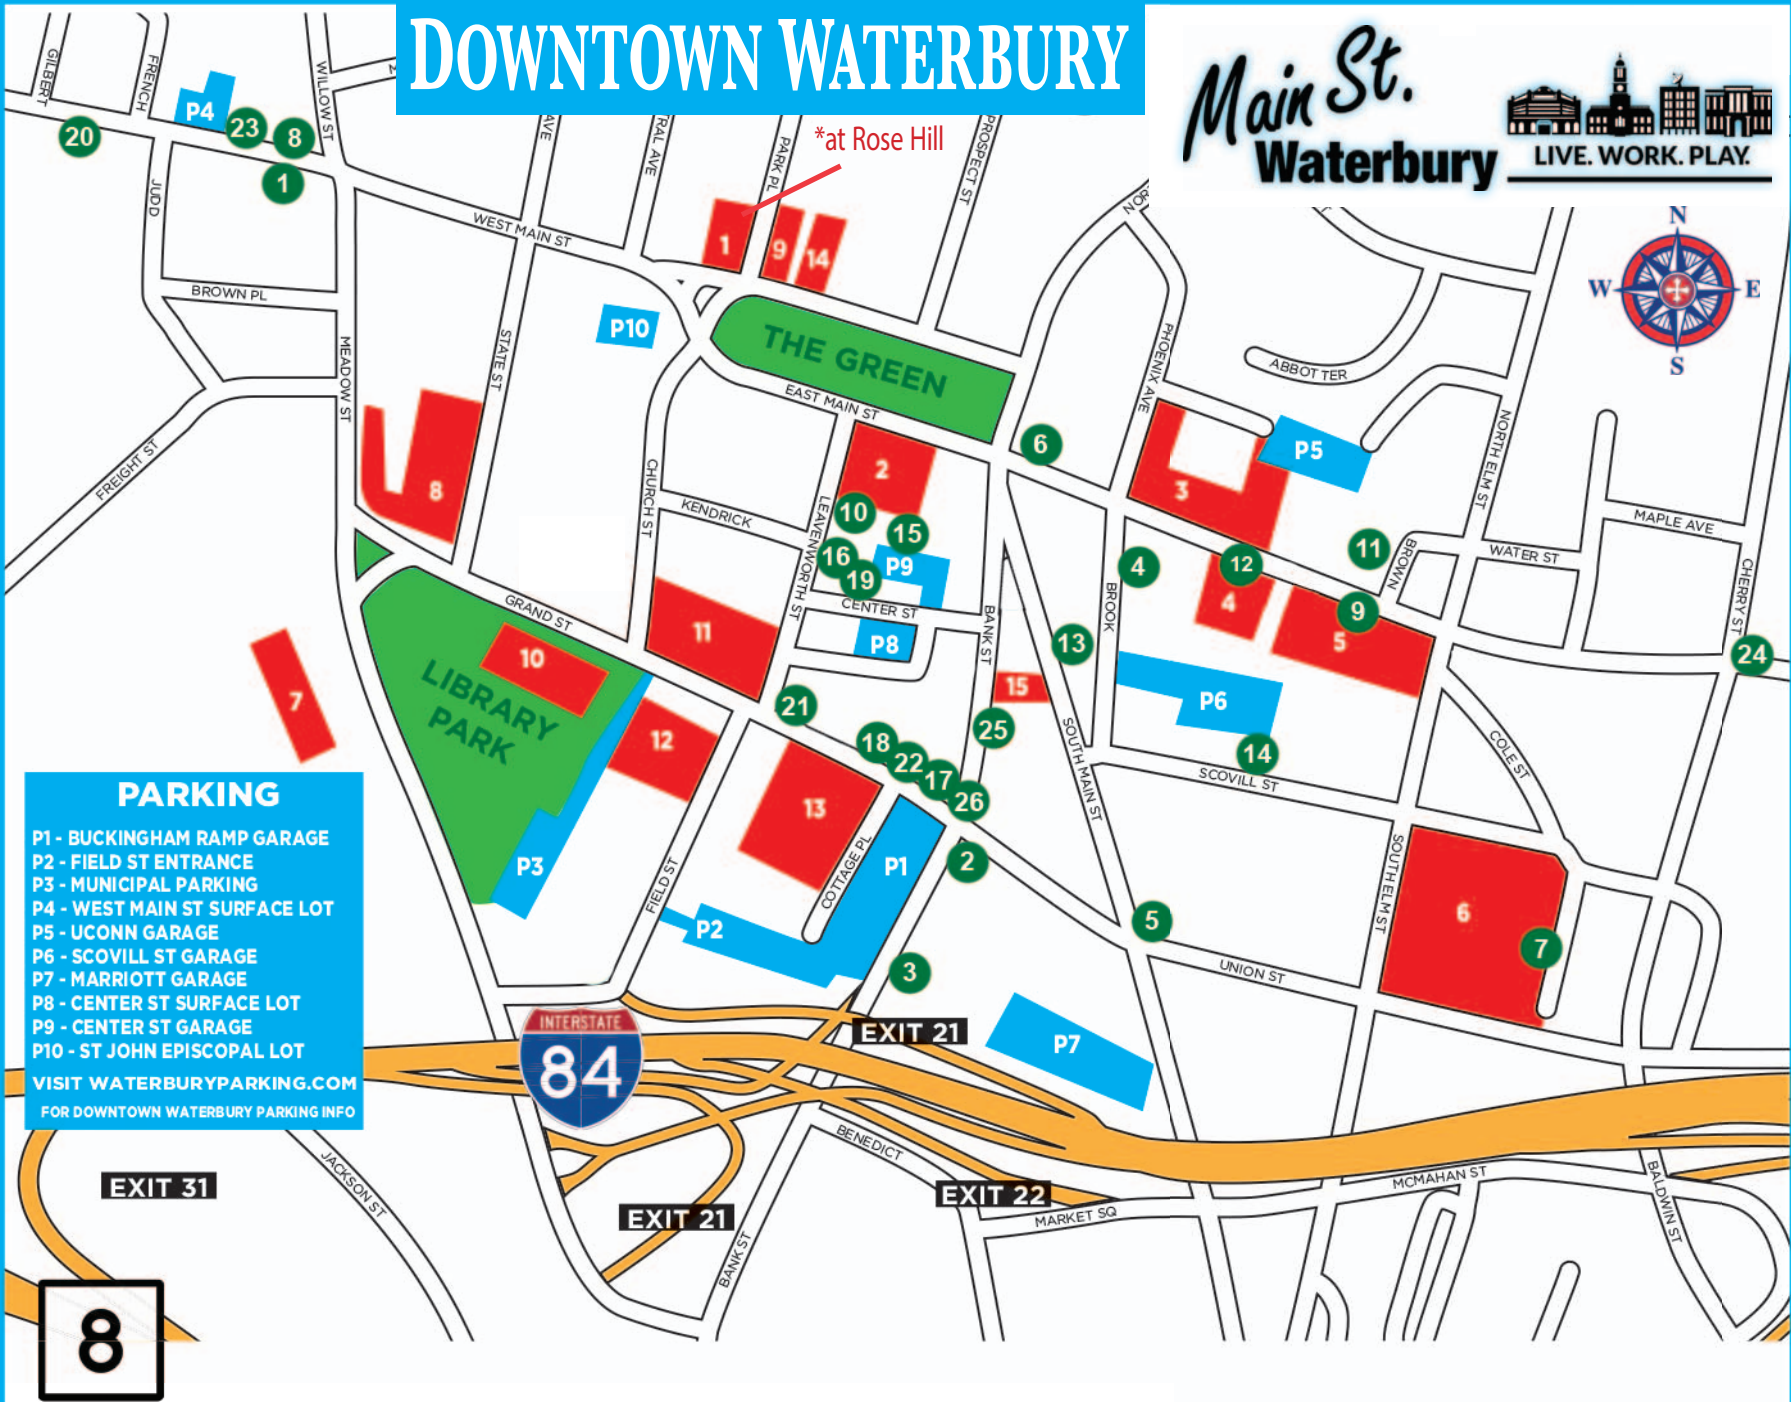 DOWNTOWN WATERBURY
Main St.
Waterbury
LIVE. WORK. PLAY.
N
W
E
S
*at Rose Hill
GILBERT
FRENCH
WILLOW ST
P4
20
23
8
1
JUDD
AVE
PARK PL
PROSPECT ST
WEST MAIN ST
1
9
14
BROWN PL
P10
THE GREEN
MEADOW ST
STATE ST
EAST MAIN ST
PHOENIX AVE
ABBOT TER
NORTH ELM ST
6
P5
FREIGHT ST
8
2
3
CHURCH ST
KENDRICK
LEAVENWORTH ST
10
15
16
19
P9
CENTER ST
P8
BANK ST
BROOK
4
12
11
BROWN
WATER ST
MAPLE AVE
CHERRY ST
4
9
5
24
GRAND ST
10
11
LIBRARY
PARK
7
12
13
15
P6
14
SCOVILL ST
COLE ST
21
25
18
22
17
26
SOUTH MAIN ST
13
P1
COTTAGE PL
2
P3
FIELD ST
P2
3
5
SOUTH ELM ST
6
7
UNION ST
P7
PARKING
P1 - BUCKINGHAM RAMP GARAGE
P2 - FIELD ST ENTRANCE
P3 - MUNICIPAL PARKING
P4 - WEST MAIN ST SURFACE LOT
P5 - UCONN GARAGE
P6 - SCOVILL ST GARAGE
P7 - MARRIOTT GARAGE
P8 - CENTER ST SURFACE LOT
P9 - CENTER ST GARAGE
P10 - ST JOHN EPISCOPAL LOT
VISIT WATERBURYPARKING.COM
FOR DOWNTOWN WATERBURY PARKING INFO
INTERSTATE
84
EXIT 21
EXIT 31
EXIT 21
EXIT 22
JACKSON ST
BENEDICT
BANK ST
MARKET SQ
MCMAHAN ST
BALDWIN ST
8